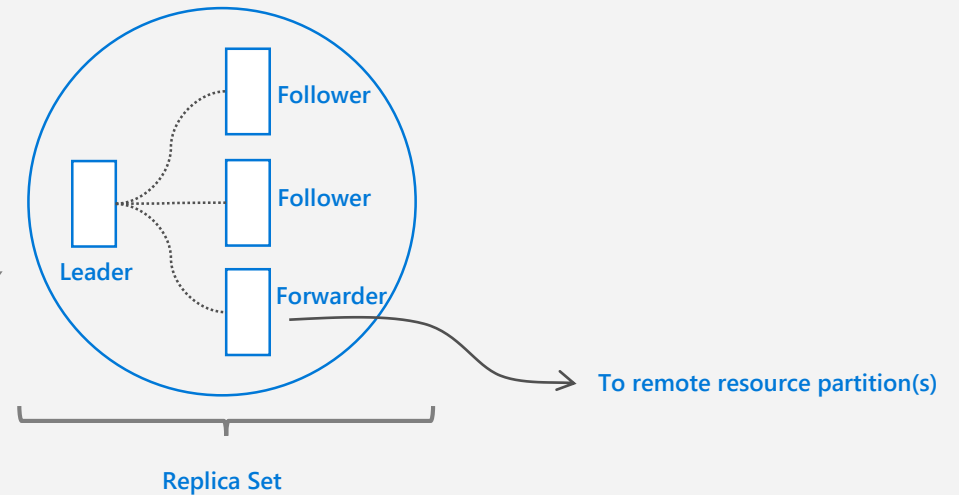 Follower
Follower
Leader
Forwarder
To remote resource partition(s)
Replica Set